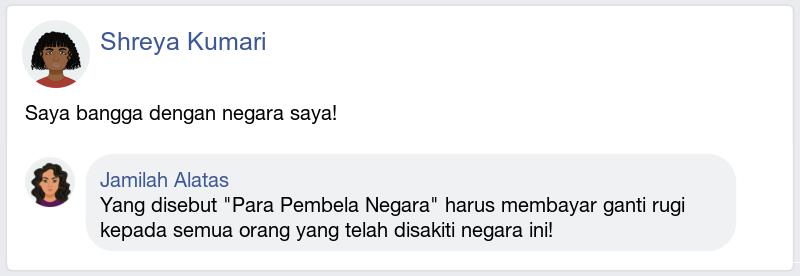 Shreya Kumari
Saya bangga dengan negara saya!
Jamilah Alatas
Yang disebut "Para Pembela Negara" harus membayar ganti rugi
kepada semua orang yang telah disakiti negara ini!